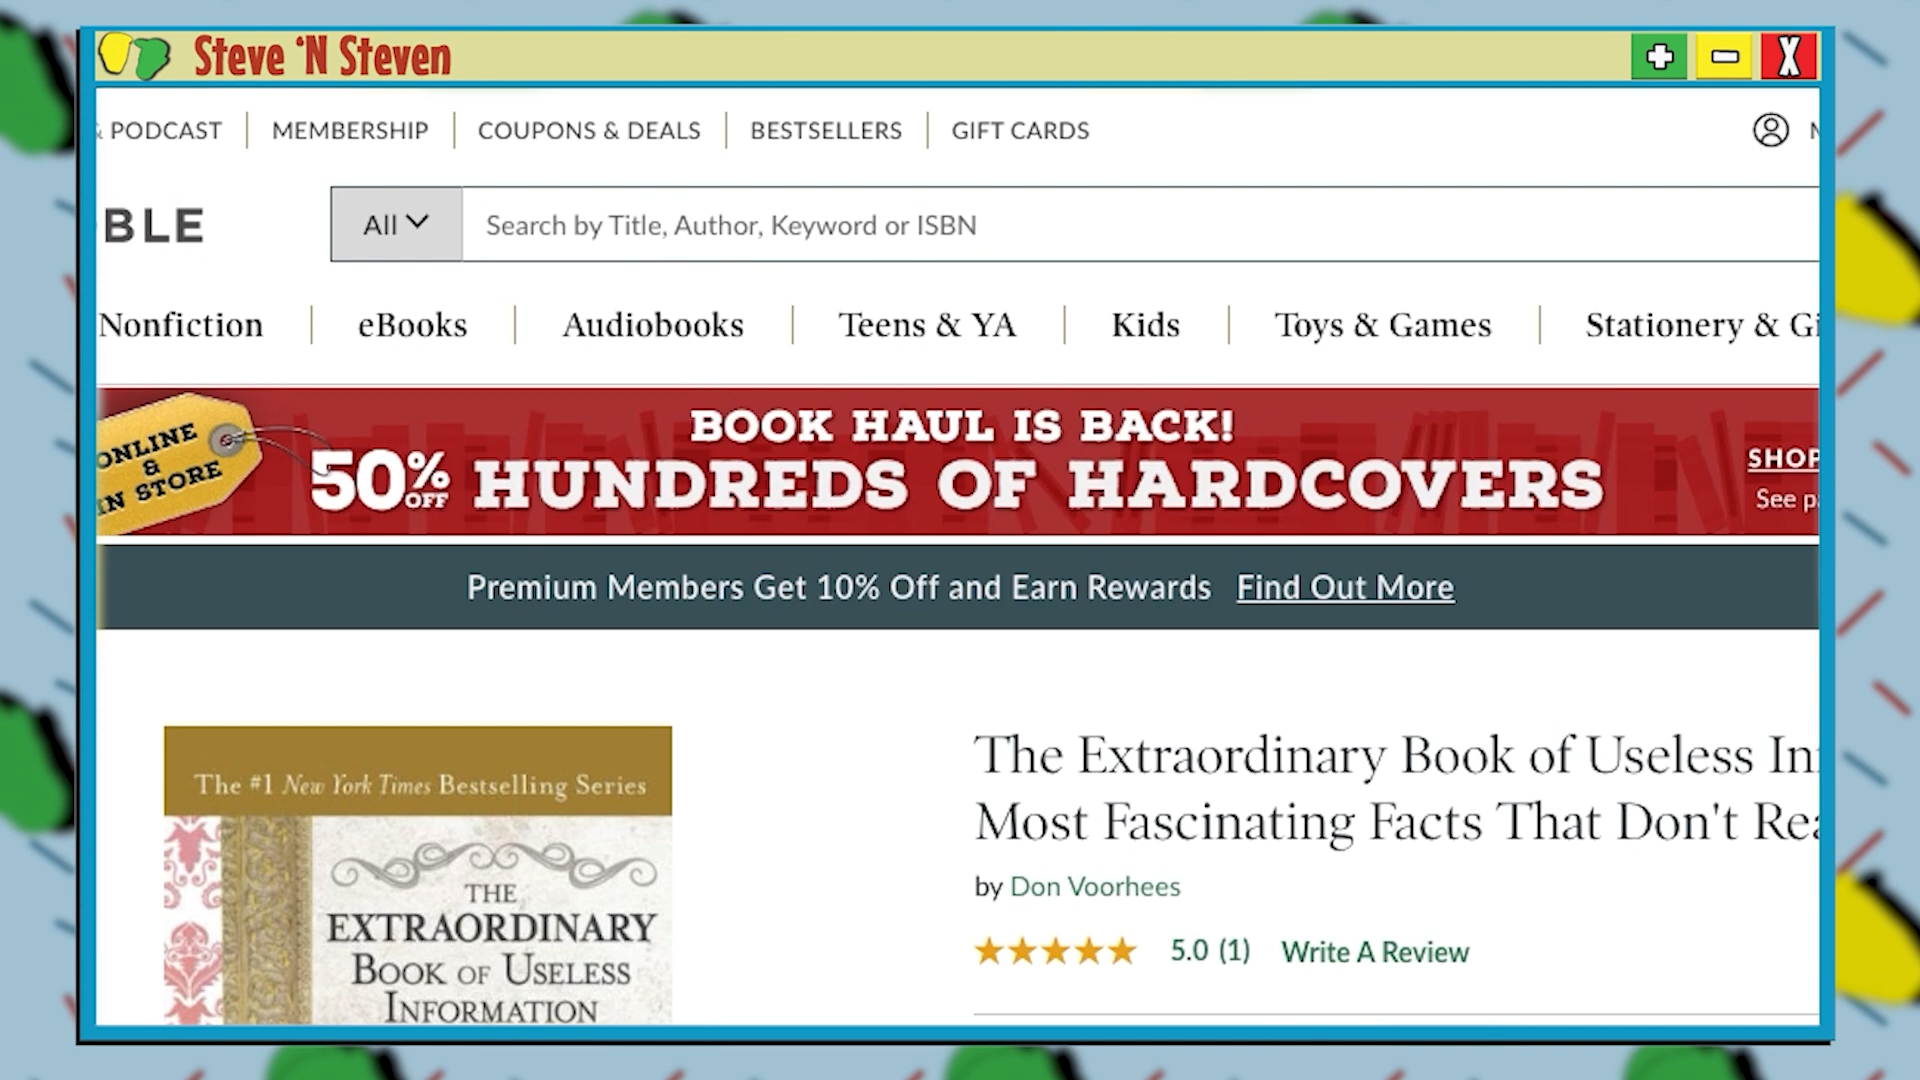 Steve 'N Steven
& PODCAST MEMBERSHIP COUPONS & DEALS BESTSELLERS GIFT CARDS
BLE
All Search by Title, Author, Keyword or ISBN
Nonfiction eBooks Audiobooks Teens & YA Kids Toys & Games Stationery &
ONLINE
&
IN STORE
BOOK HAUL IS BACK!
50% OFF HUNDREDS OF HARDCOVERS
SHOP
See
Premium Members Get 10% Off and Earn Rewards Find Out More
The #1 New York Times Bestselling Series
THE
EXTRAORDINARY
BOOK OF USELESS
INFORMATION
The Extraordinary Book of Useless
Most Fascinating Facts That Don't
by Don Voorhees
5.0 (1) Write A Review